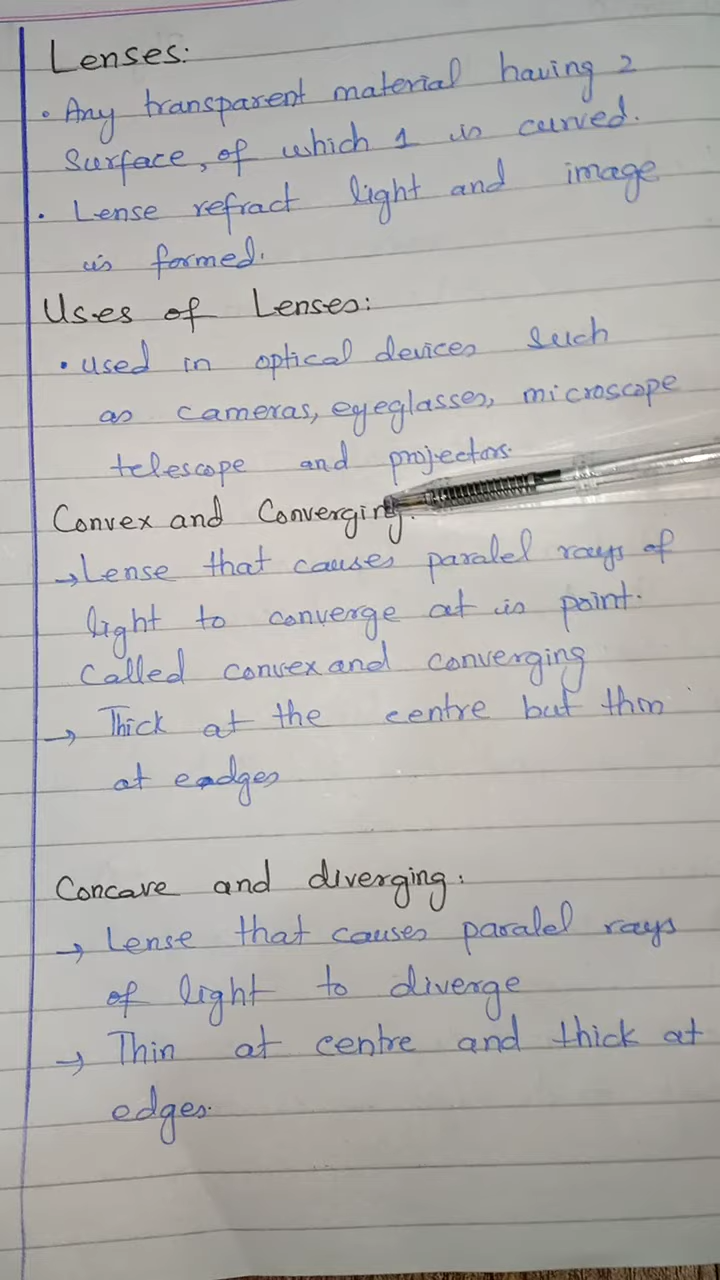 Lenses:
• Any transparent material having 2
Surface, of which 1 is curved.
• Lense refract light and image
is formed.
Uses of Lenses:
• used in optical devices such
as cameras, eyeglasses, microscope
telescope and projectors.
Convex and Converging:
→ Lense that causes paralel rays of
light to converge at is point.
Called convex and converging
→ Thick at the centre but thin
at eadges
Concave and diverging:
→ Lense that causes paralel rays
of light to diverge
→ Thin at centre and thick at
edges.